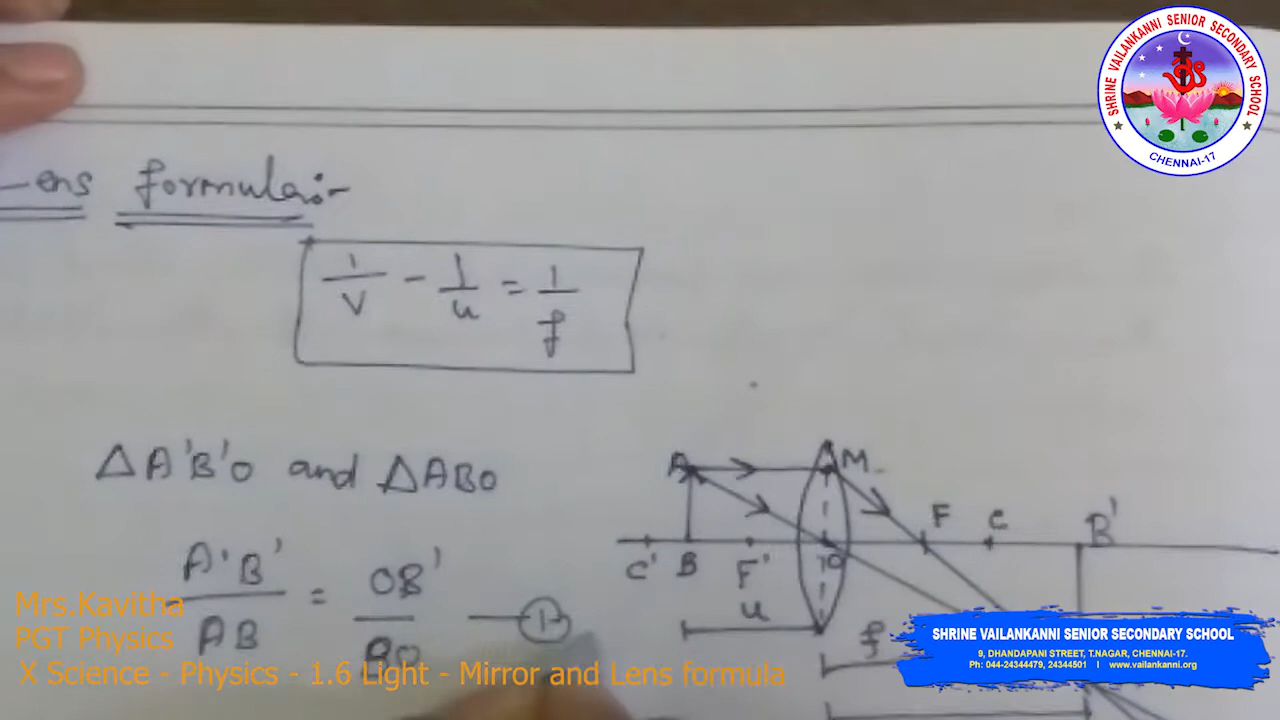 SHRINE VAILANKANNI SENIOR SECONDARY SCHOOL
CHENNAI-17
Lens formula:-
1/v - 1/u = 1/f
ΔA'B'O and ΔABO
A'B'/AB = OB'/BO — 1
A M
F C B'
C' B F' O
u
f
Mrs.Kavitha
PGT Physics
X Science - Physics - 1.6 Light - Mirror and Lens formula
SHRINE VAILANKANNI SENIOR SECONDARY SCHOOL
9, DHANDAPANI STREET, T.NAGAR, CHENNAI-17.
Ph: 044-24344479, 24344501 | www.vailankanni.org